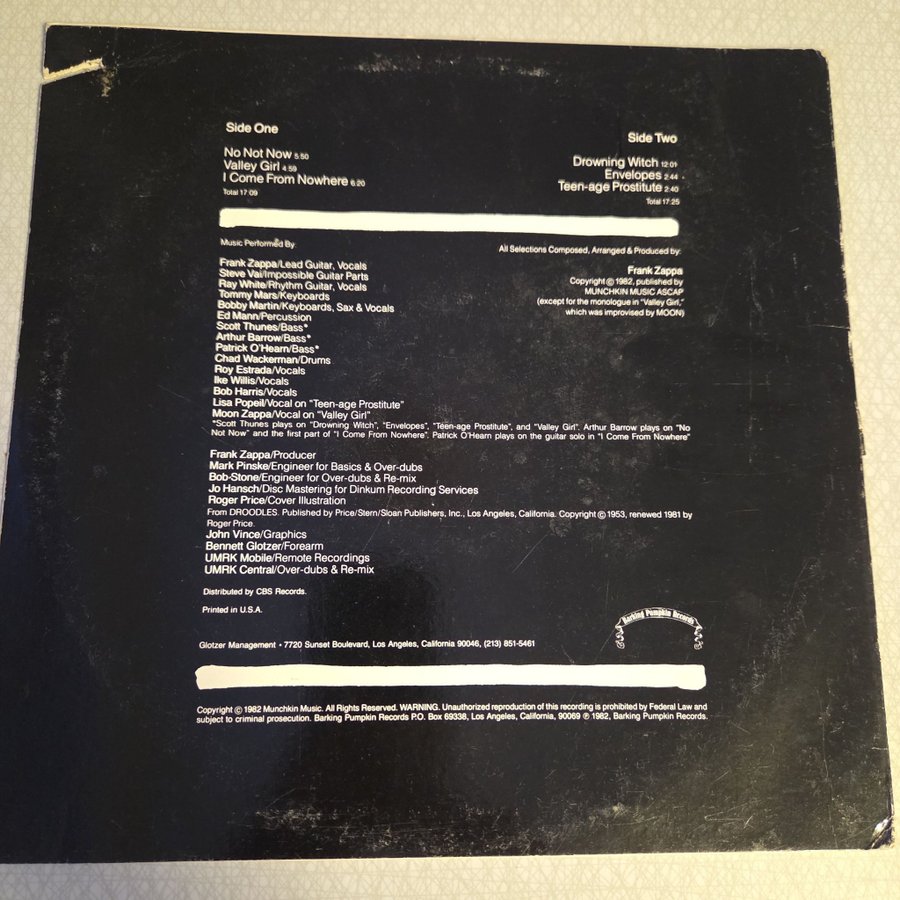 Side One
No Not Now 5:50
Valley Girl 4:59
I Come From Nowhere 6:20
Total 17:09
Side Two
Drowning Witch 12:01
Envelopes 2:44
Teen-age Prostitute 2:40
Total 17:25
Music Performed By
Frank Zappa/Lead Guitar, Vocals
Steve Vai/Impossible Guitar Parts
Ray White/Rhythm Guitar, Vocals
Tommy Mars/Keyboards
Bobby Martin/Keyboards, Sax & Vocals
Ed Mann/Percussion
Scott Thunes/Bass*
Arthur Barrow/Bass*
Patrick O'Hearn/Bass*
Chad Wackerman/Drums
Roy Estrada/Vocals
Ike Willis/Vocals
Bob Harris/Vocals
Lisa Popeil/Vocal on "Teen-age Prostitute"
Moon Zappa/Vocal on "Valley Girl"
*Scott Thunes plays on "Drowning Witch", "Envelopes", "Teen-age Prostitute", and "Valley Girl". Arthur Barrow plays on "No
Not Now" and the first part of "I Come From Nowhere". Patrick O'Hearn plays on the guitar solo in "I Come From Nowhere"
All Selections Composed, Arranged & Produced by:
Frank Zappa
Copyright © 1982, published by
MUNCHKIN MUSIC ASCAP
(except for the monologue in "Valley Girl,"
which was improvised by MOON)
Frank Zappa/Producer
Mark Pinske/Engineer for Basics & Over-dubs
Bob-Stone/Engineer for Over-dubs & Re-mix
Jo Hansch/Disc Mastering for Dinkum Recording Services
Roger Price/Cover Illustration
From DROODLES. Published by Price/Stern/Sloan Publishers, Inc., Los Angeles, California. Copyright © 1953, renewed 1981 by
Roger Price.
John Vince/Graphics
Bennett Glotzer/Forearm
UMRK Mobile/Remote Recordings
UMRK Central/Over-dubs & Re-mix
Distributed by CBS Records.
Printed in U.S.A.
Barking Pumpkin Records
Glotzer Management • 7720 Sunset Boulevard, Los Angeles, California 90046, (213) 851-5461
Copyright © 1982 Munchkin Music. All Rights Reserved. WARNING. Unauthorized reproduction of this recording is prohibited by Federal Law and
subject to criminal prosecution. Barking Pumpkin Records P.O. Box 69338, Los Angeles, California, 90069 ℗ 1982, Barking Pumpkin Records.